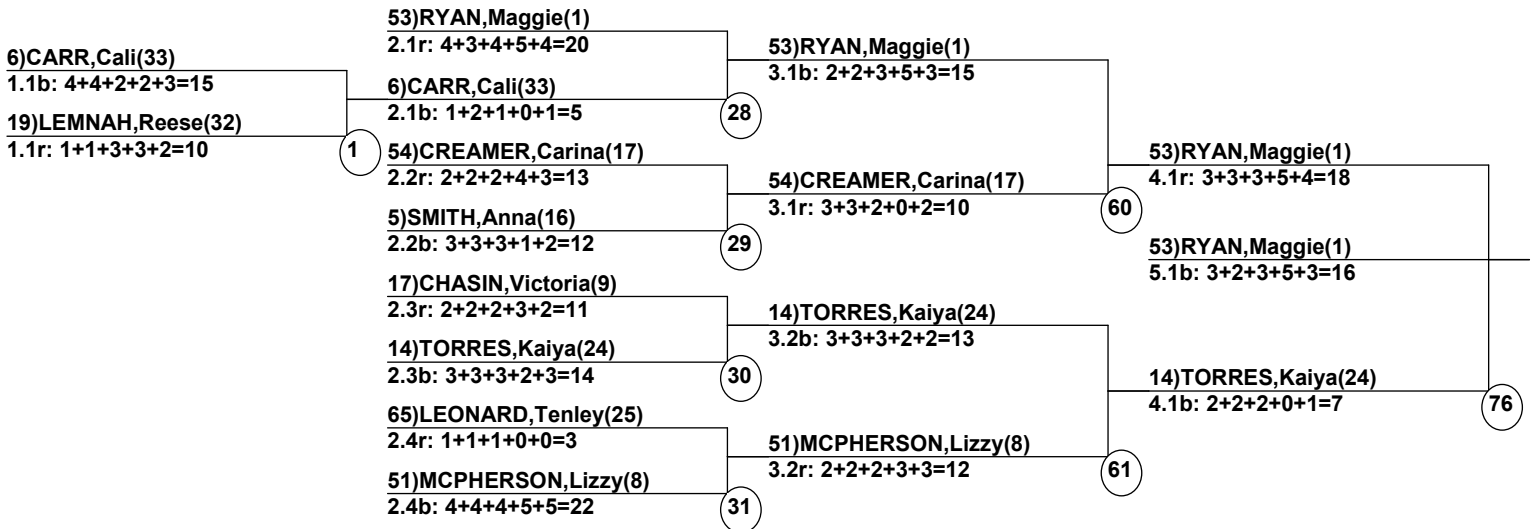 6)CARR,Cali(33)
1.1b: 4+4+2+2+3=15
19)LEMNAH,Reese(32)
1.1r: 1+1+3+3+2=10
1
53)RYAN,Maggie(1)
2.1r: 4+3+4+5+4=20
6)CARR,Cali(33)
2.1b: 1+2+1+0+1=5
28
54)CREAMER,Carina(17)
2.2r: 2+2+2+4+3=13
5)SMITH,Anna(16)
2.2b: 3+3+3+1+2=12
29
17)CHASIN,Victoria(9)
2.3r: 2+2+2+3+2=11
14)TORRES,Kaiya(24)
2.3b: 3+3+3+2+3=14
30
65)LEONARD,Tenley(25)
2.4r: 1+1+1+0+0=3
51)MCPHERSON,Lizzy(8)
2.4b: 4+4+4+5+5=22
31
53)RYAN,Maggie(1)
3.1b: 2+2+3+5+3=15
54)CREAMER,Carina(17)
3.1r: 3+3+2+0+2=10
60
14)TORRES,Kaiya(24)
3.2b: 3+3+3+2+2=13
51)MCPHERSON,Lizzy(8)
3.2r: 2+2+2+3+3=12
61
53)RYAN,Maggie(1)
4.1r: 3+3+3+5+4=18
14)TORRES,Kaiya(24)
4.1b: 2+2+2+0+1=7
76
53)RYAN,Maggie(1)
5.1b: 3+2+3+5+3=16